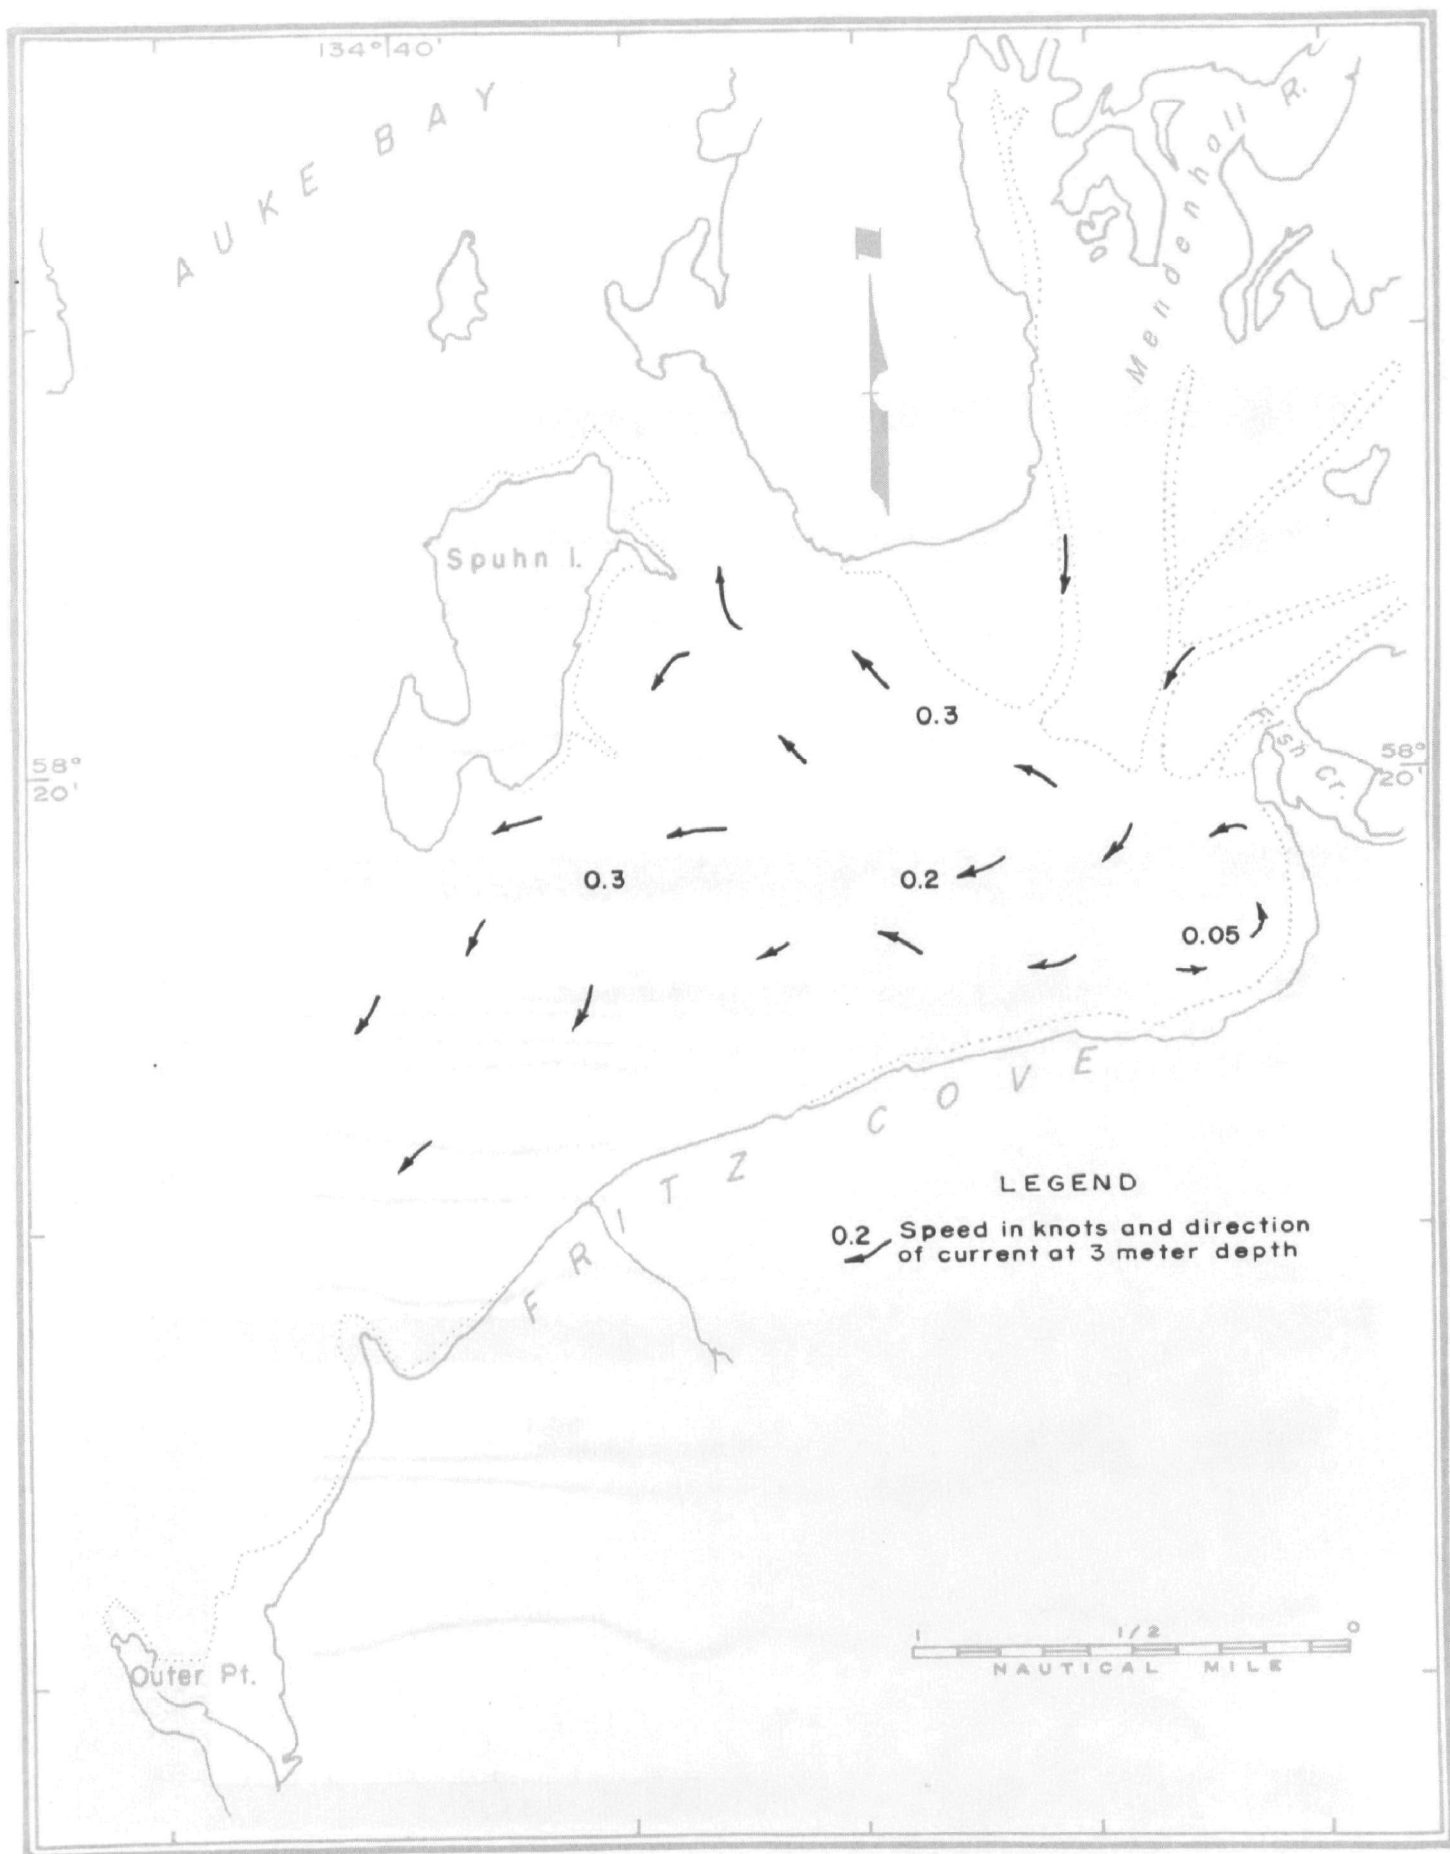 134° 40'
AUKE BAY
Mendenhall R.
Spuhn I.
0.3
Fish Cr.
58°
20'
58°
20'
0.3
0.2
0.05
FRITZ COVE
LEGEND
0.2 Speed in knots and direction
of current at 3 meter depth
1 1/2 0
NAUTICAL MILE
Outer Pt.